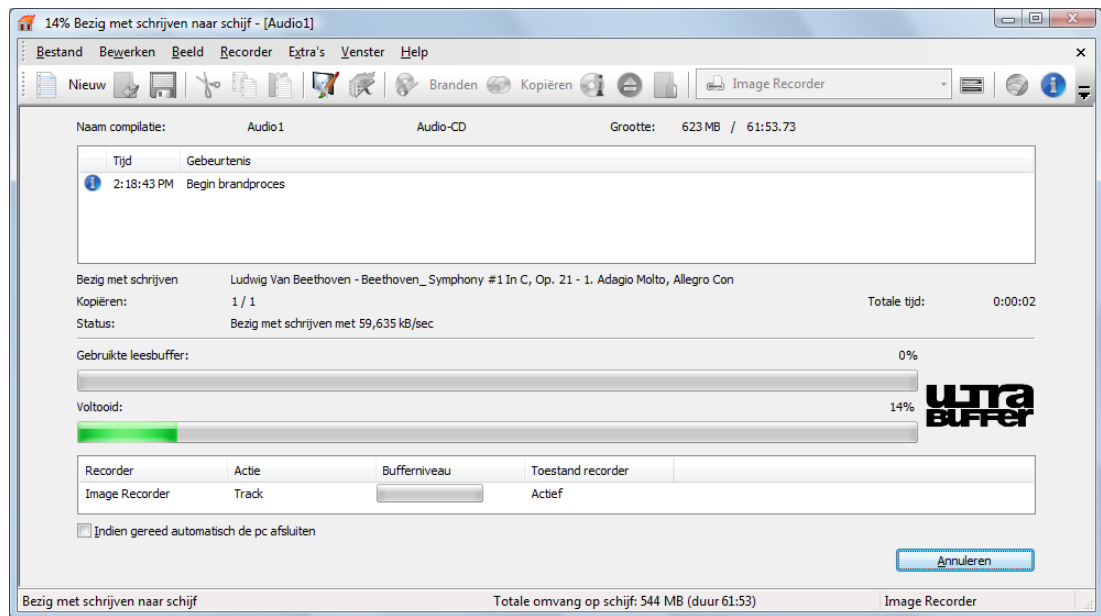 14% Bezig met schrijven naar schijf - [Audio1]
Bestand Bewerken Beeld Recorder Extra's Venster Help
Nieuw Branden Kopiëren Image Recorder
Naam compilatie: Audio1 Audio-CD Grootte: 623 MB / 61:53.73
Tijd Gebeurtenis
2:18:43 PM Begin brandproces
Bezig met schrijven Ludwig Van Beethoven - Beethoven_ Symphony #1 In C, Op. 21 - 1. Adagio Molto, Allegro Con
Kopiëren: 1 / 1 Totale tijd: 0:00:02
Status: Bezig met schrijven met 59,635 kB/sec
Gebruikte leesbuffer: 0%
Voltooid: 14%
ULTRA
BUFFER
Recorder Actie Bufferniveau Toestand recorder
Image Recorder Track Actief
Indien gereed automatisch de pc afsluiten
Annuleren
Bezig met schrijven naar schijf Totale omvang op schijf: 544 MB (duur 61:53) Image Recorder